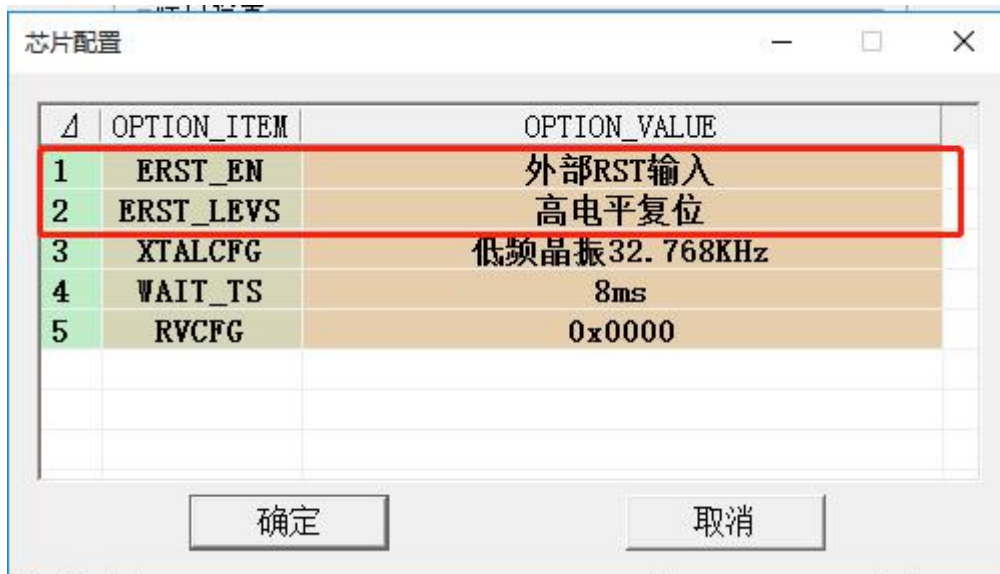 芯片配置
OPTION_ITEM OPTION_VALUE
1 ERST_EN 外部RST输入
2 ERST_LEVS 高电平复位
3 XTALCFG 低频晶振32.768KHz
4 WAIT_TS 8ms
5 RVCFG 0x0000
确定 取消